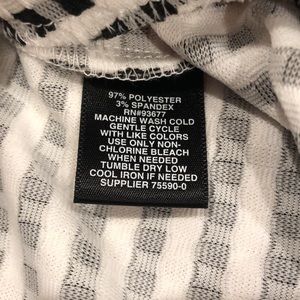 97% POLYESTER
3% SPANDEX
RN#93677
MACHINE WASH COLD
GENTLE CYCLE
WITH LIKE COLORS
USE ONLY NON-
CHLORINE BLEACH
WHEN NEEDED
TUMBLE DRY LOW
COOL IRON IF NEEDED
SUPPLIER 75590-0